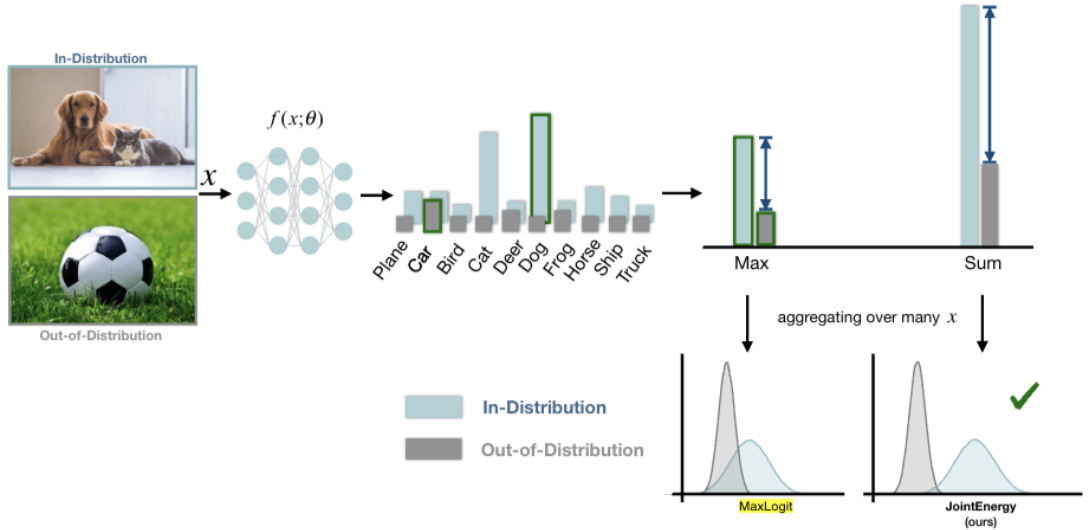 In-Distribution
Out-of-Distribution
x
f(x;θ)
Plane
Car
Bird
Cat
Deer
Dog
Frog
Horse
Ship
Truck
Max
Sum
aggregating over many x
In-Distribution
Out-of-Distribution
MaxLogit
JointEnergy
(ours)